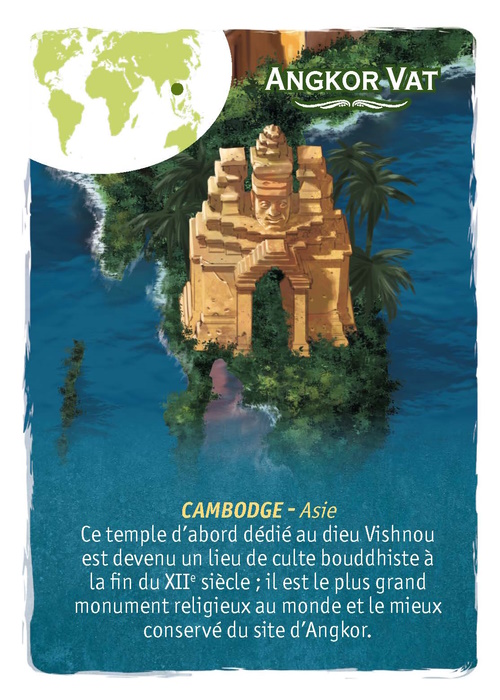 ANGKOR VAT
CAMBODGE - Asie
Ce temple d'abord dédié au dieu Vishnou
est devenu un lieu de culte bouddhiste à
la fin du XIIe siècle ; il est le plus grand
monument religieux au monde et le mieux
conservé du site d'Angkor.